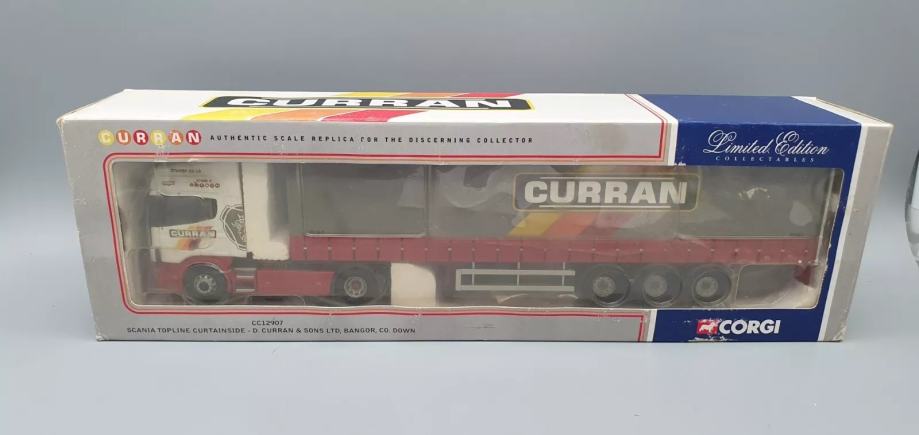 CURRAN
CURRAN AUTHENTIC SCALE REPLICA FOR THE DISCERNING COLLECTOR
Limited Edition
COLLECTABLES
CURRAN
CURRAN
CC12907
SCANIA TOPLINE CURTAINSIDE - D. CURRAN & SONS LTD, BANGOR, CO. DOWN
CORGI